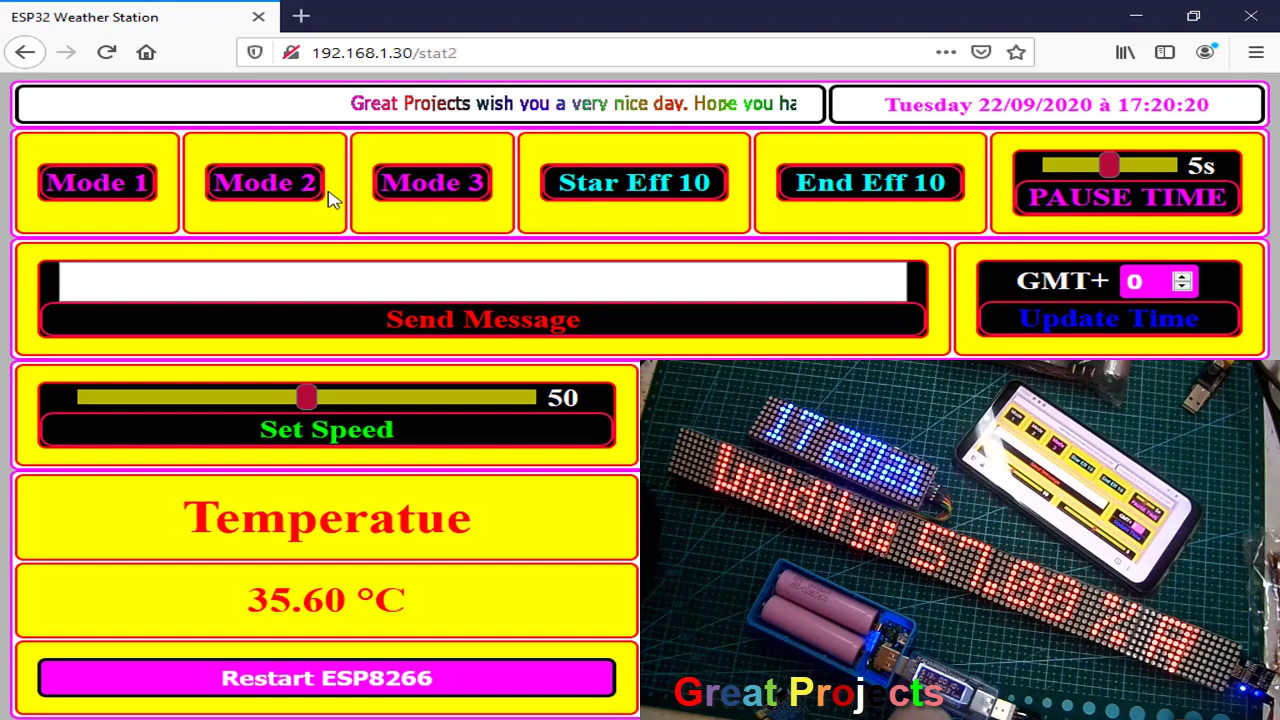 ESP32 Weather Station
192.168.1.30/stat2
Great Projects wish you a very nice day. Hope you ha
Tuesday 22/09/2020 à 17:20:20
Mode 1
Mode 2
Mode 3
Star Eff 10
End Eff 10
5s
PAUSE TIME
Send Message
GMT+ 0
Update Time
50
Set Speed
Temperatue
35.60 °C
Restart ESP8266
57.00 %
Great Projects